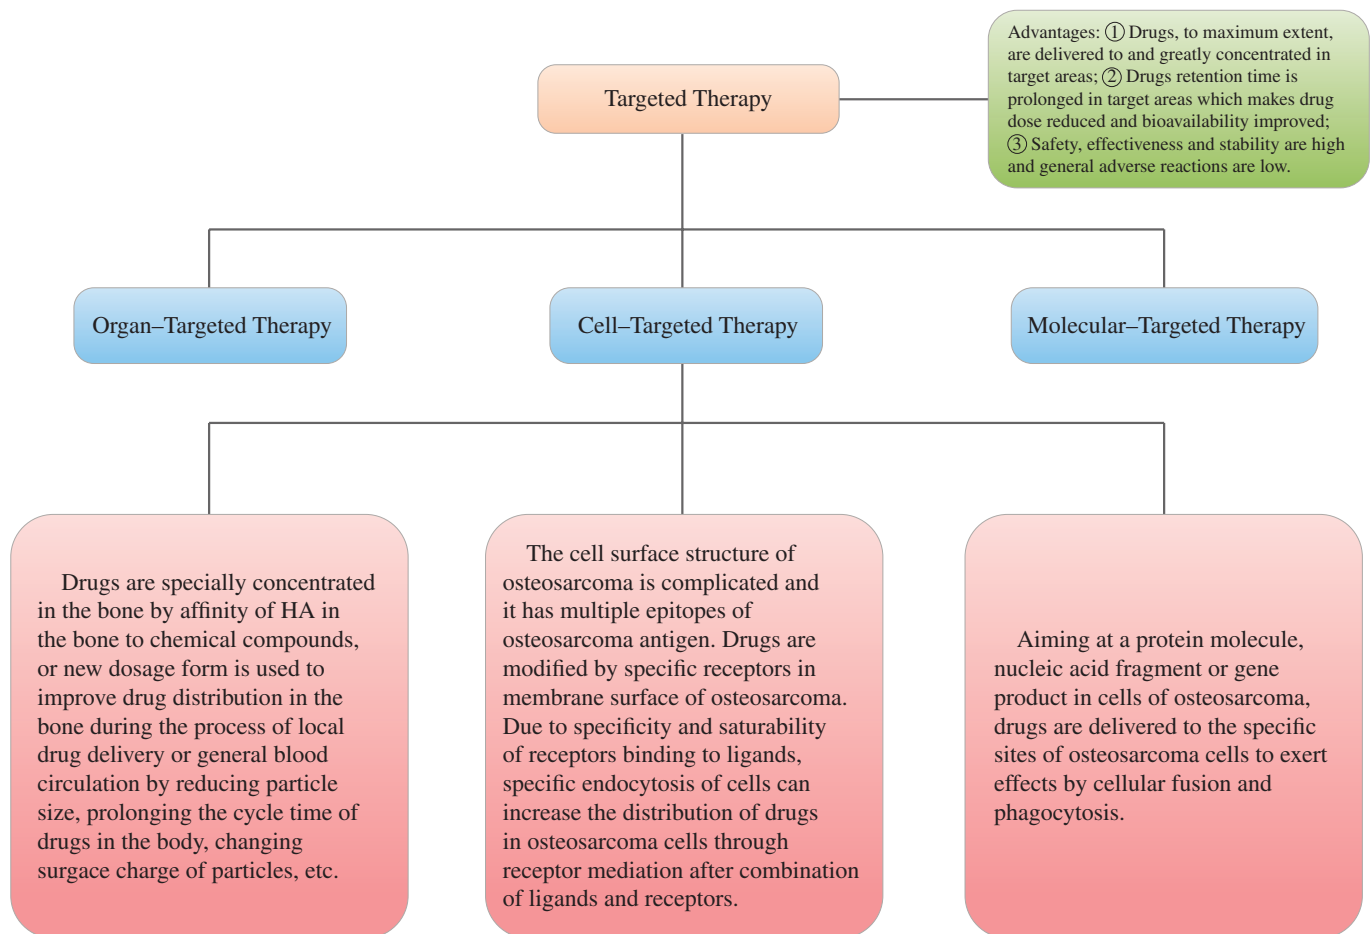 Targeted Therapy
Advantages: ① Drugs, to maximum extent,
are delivered to and greatly concentrated in
target areas; ② Drugs retention time is
prolonged in target areas which makes drug
dose reduced and bioavailability improved;
③ Safety, effectiveness and stability are high
and general adverse reactions are low.
Organ–Targeted Therapy
Cell–Targeted Therapy
Molecular–Targeted Therapy
Drugs are specially concentrated
in the bone by affinity of HA in
the bone to chemical compounds,
or new dosage form is used to
improve drug distribution in the
bone during the process of local
drug delivery or general blood
circulation by reducing particle
size, prolonging the cycle time of
drugs in the body, changing
surgace charge of particles, etc.
The cell surface structure of
osteosarcoma is complicated and
it has multiple epitopes of
osteosarcoma antigen. Drugs are
modified by specific receptors in
membrane surface of osteosarcoma.
Due to specificity and saturability
of receptors binding to ligands,
specific endocytosis of cells can
increase the distribution of drugs
in osteosarcoma cells through
receptor mediation after combination
of ligands and receptors.
Aiming at a protein molecule,
nucleic acid fragment or gene
product in cells of osteosarcoma,
drugs are delivered to the specific
sites of osteosarcoma cells to exert
effects by cellular fusion and
phagocytosis.